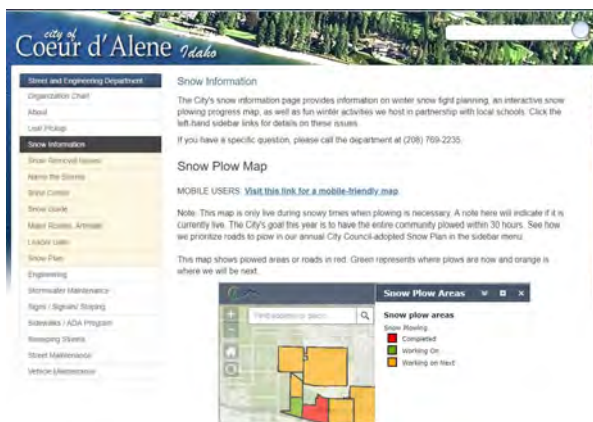 city of
Coeur d'Alene Idaho
Street and Engineering Department
Organization Chart
About
Leaf Pickup
Snow Information
Snow Removal Issues
Name the Storms
Snow Guide
Major Routes, Arterials
Leader Gate
Snow Plan
Engineering
Stormwater Maintenance
Signs / Signals/ Striping
Sidewalks / ADA Program
Sweeping Streets
Street Maintenance
Vehicle Maintenance
Snow Information
The City's snow information page provides information on winter snow fight planning, an interactive snow
plowing progress map, as well as fun winter activities we host in partnership with local schools. Click the
left-hand sidebar links for details on these issues.
If you have a specific question, please call the department at (208) 769-2235.
Snow Plow Map
MOBILE USERS: Visit this link for a mobile-friendly map.
Note: This map is only live during snowy times when plowing is necessary. A note here will indicate if it is
currently live. The City's goal this year is to have the entire community plowed within 30 hours. See how
we prioritize roads to plow in our annual City Council-adopted Snow Plan in the sidebar menu.
This map shows plowed areas or roads in red. Green represents where plows are now and orange is
where we will be next.
Find address or place
Snow Plow Areas
Snow plow areas
Snow Plowing
Completed
Working On
Working on Next